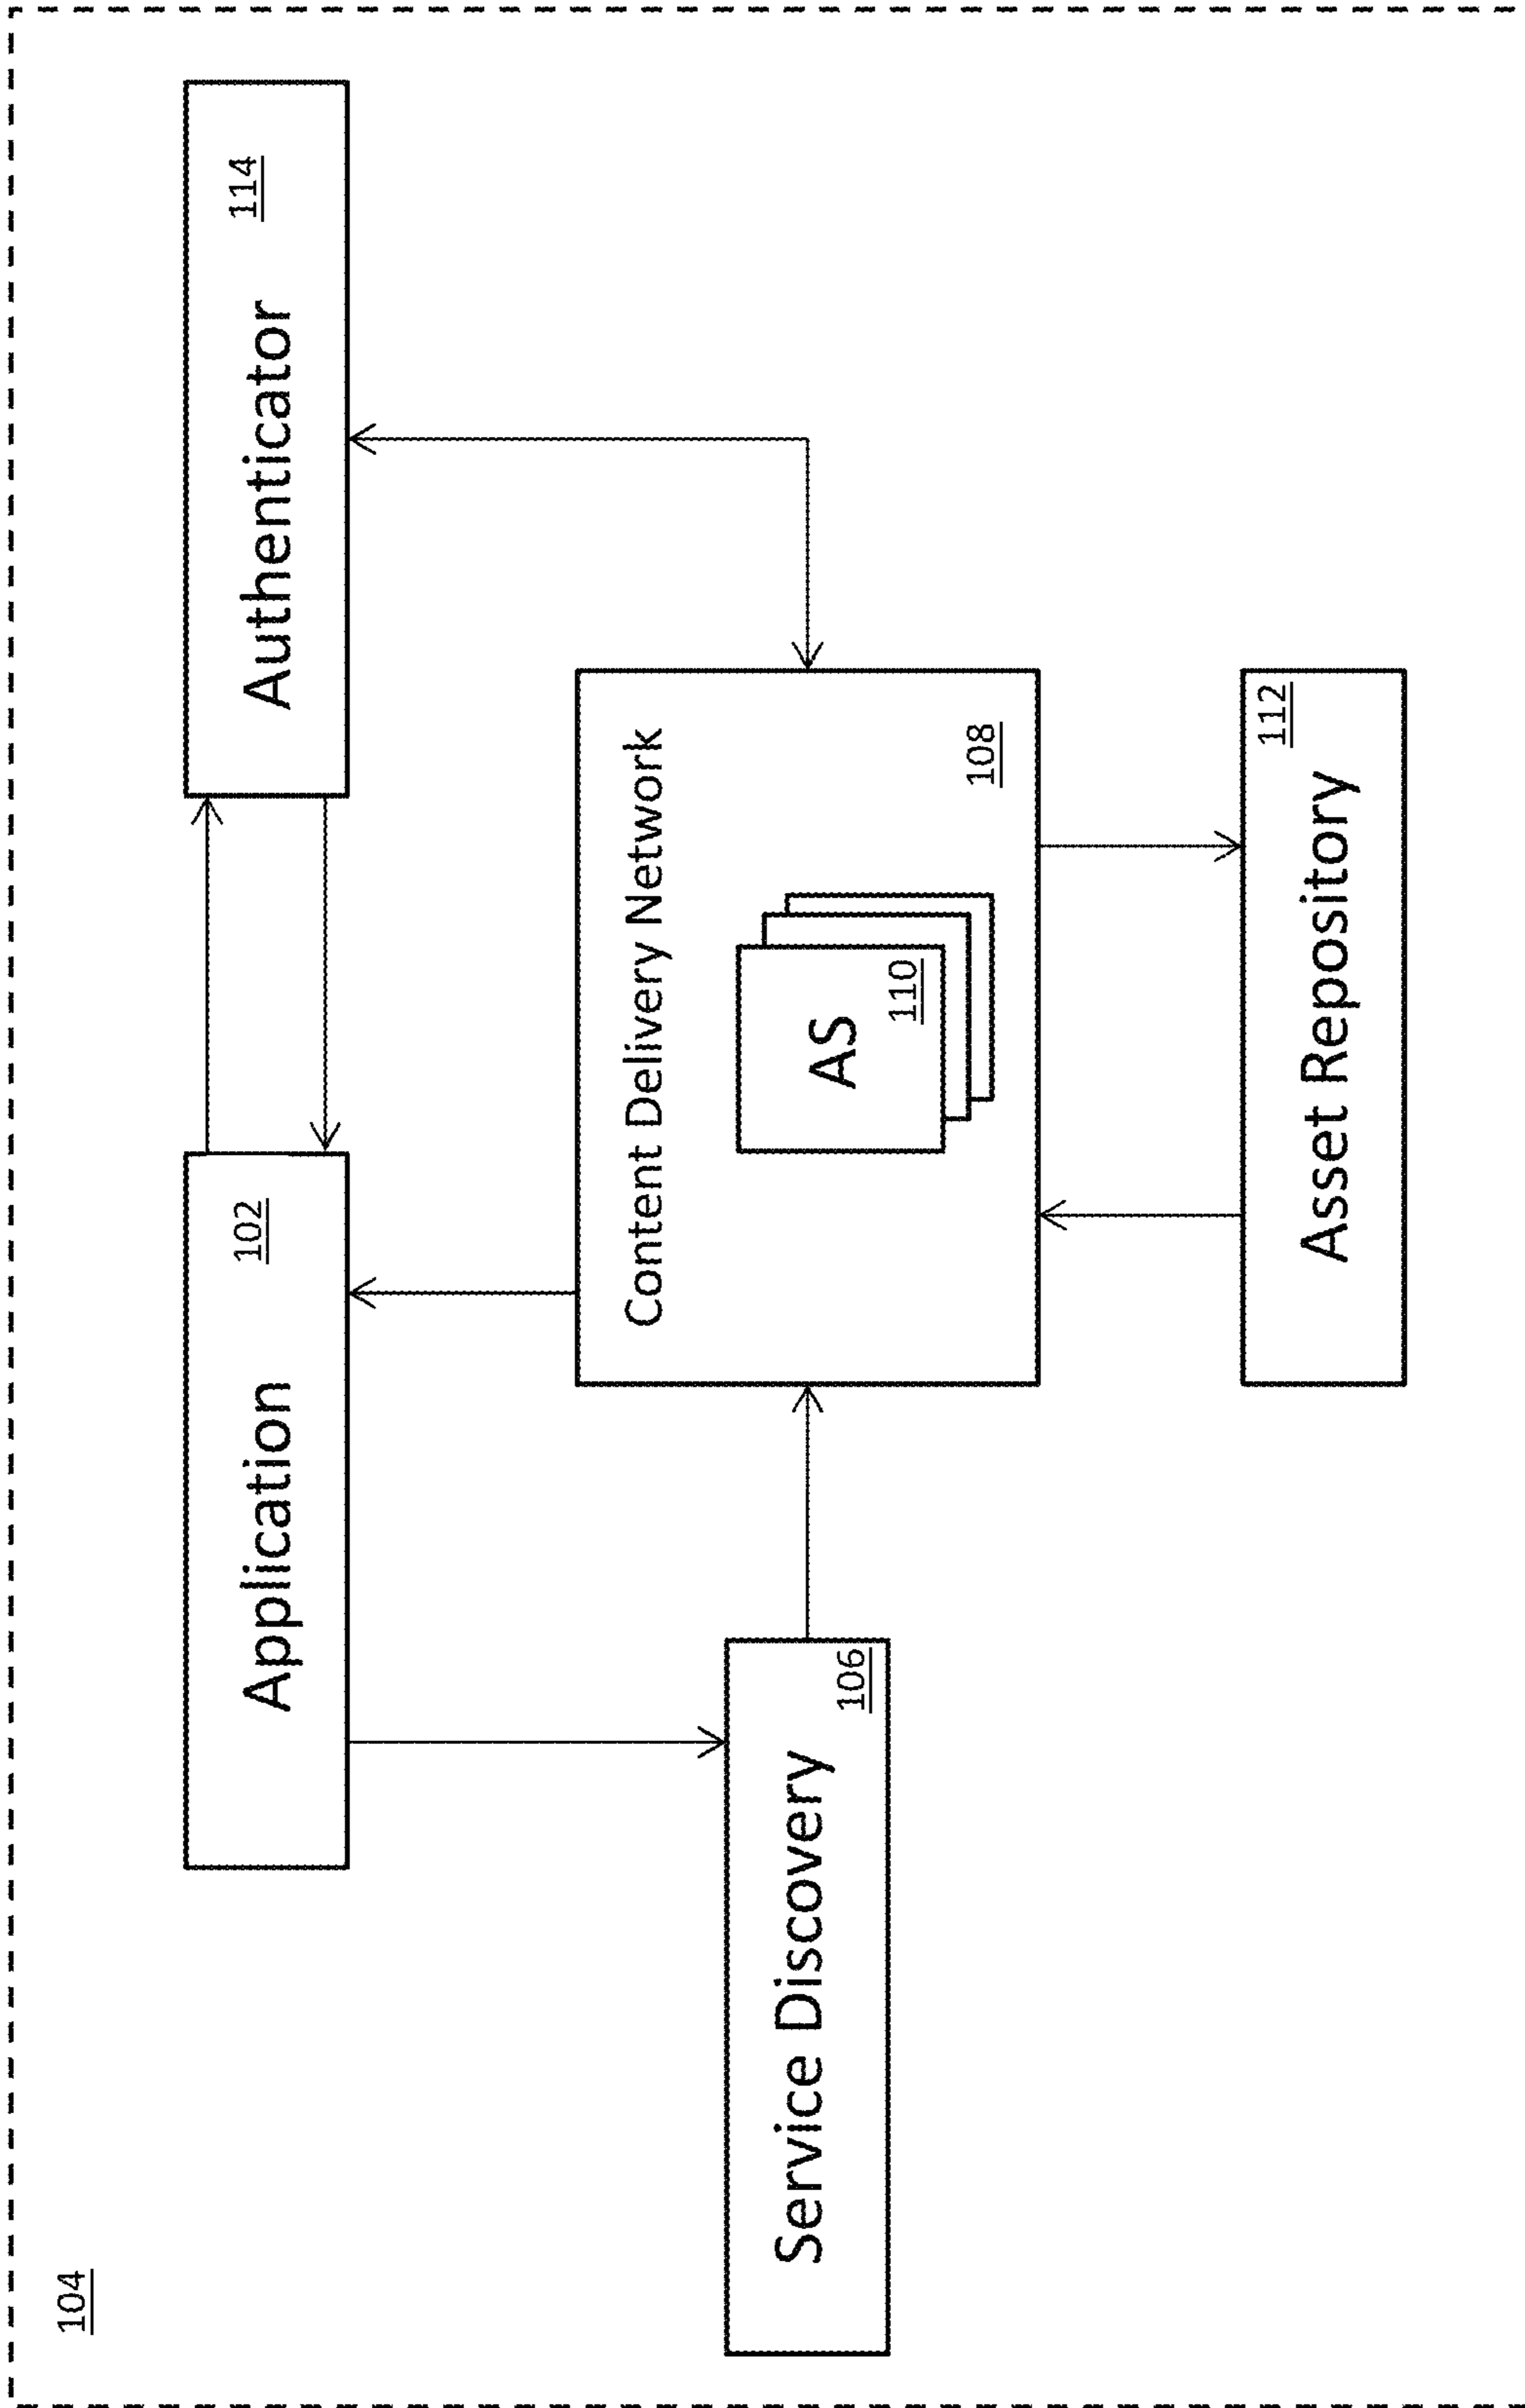 104
Application
102
Authenticator
114
Service Discovery
106
Content Delivery Network
AS
110
108
Asset Repository
112